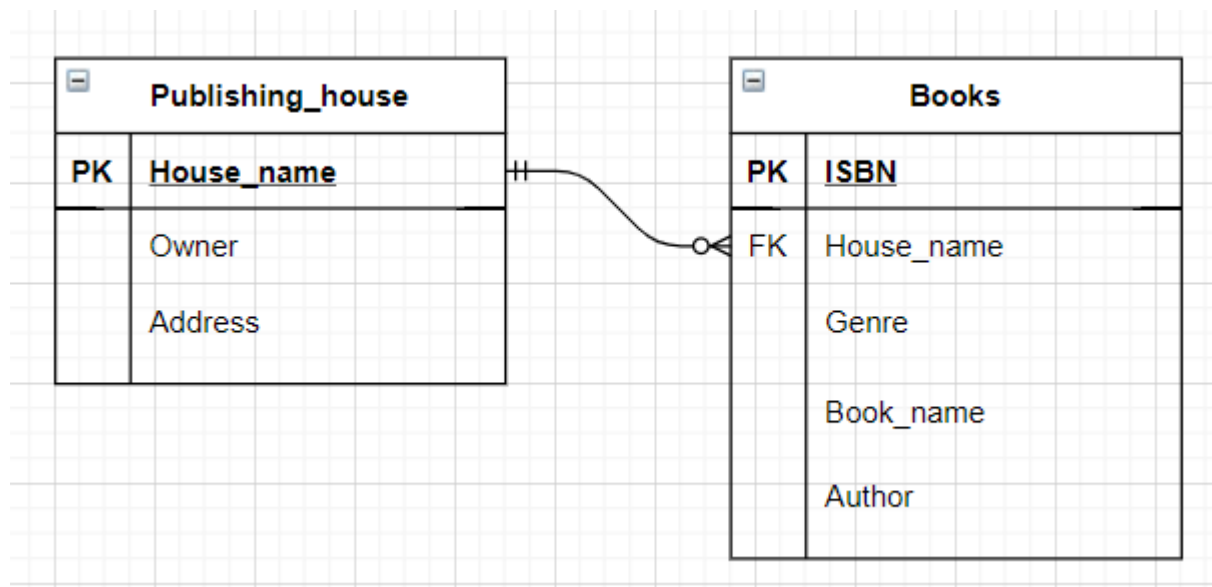 Publishing_house
PK House_name
Owner
Address
Books
PK ISBN
FK House_name
Genre
Book_name
Author